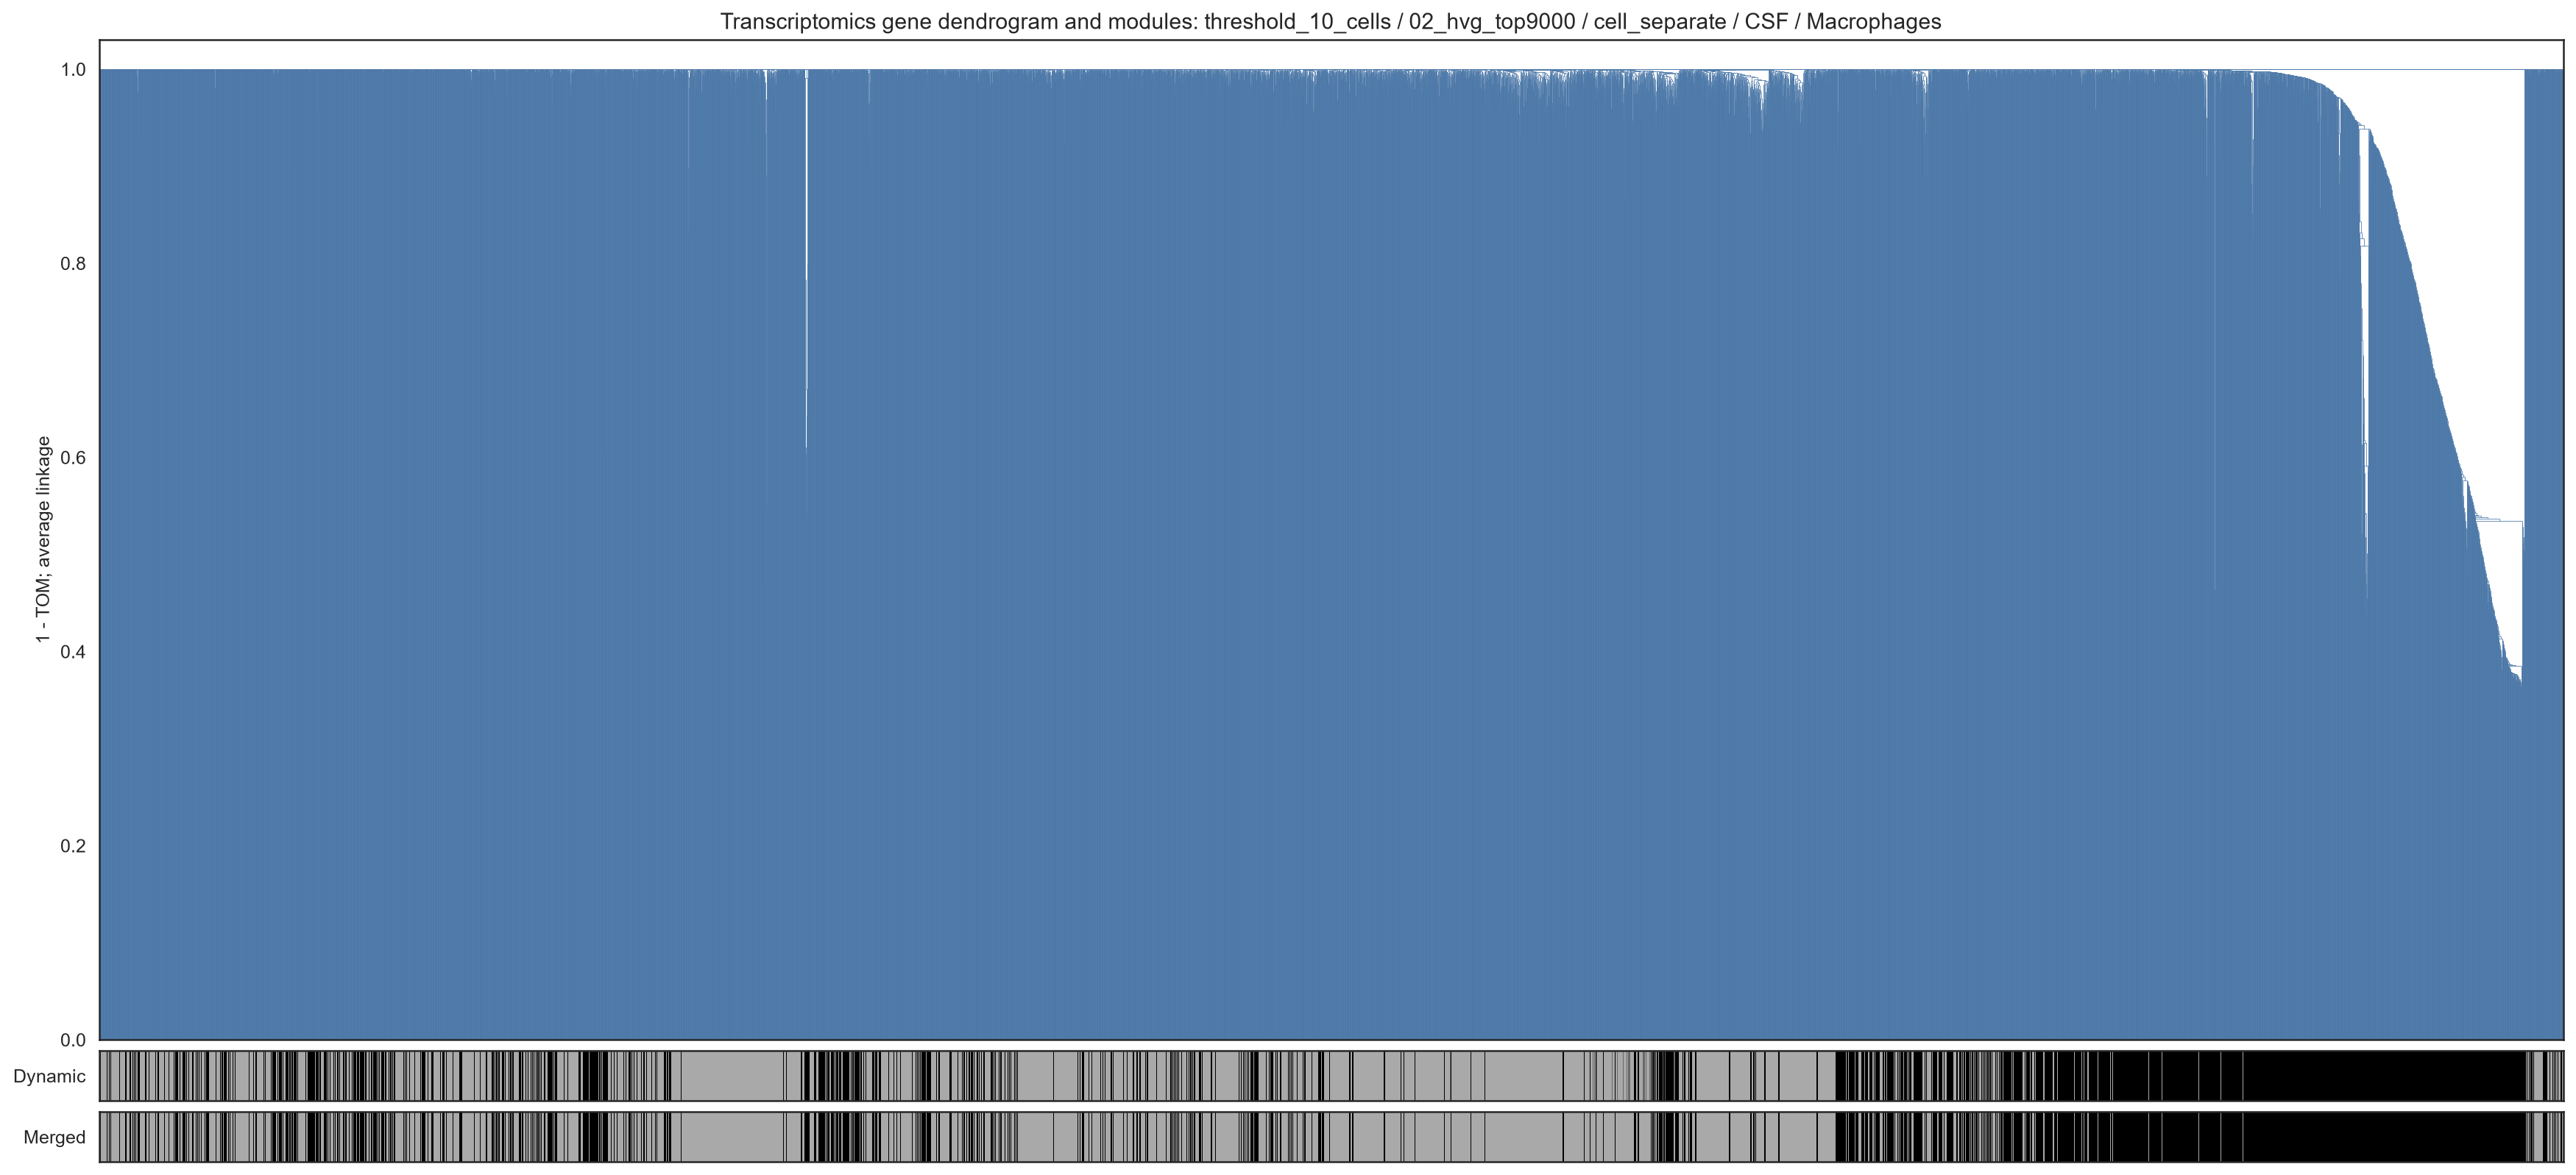 Transcriptomics gene dendrogram and modules: threshold_10_cells / 02_hvg_top9000 / cell_separate / CSF / Macrophages
1.0
0.8
0.6
0.4
0.2
0.0
1 - TOM; average linkage
Dynamic
Merged